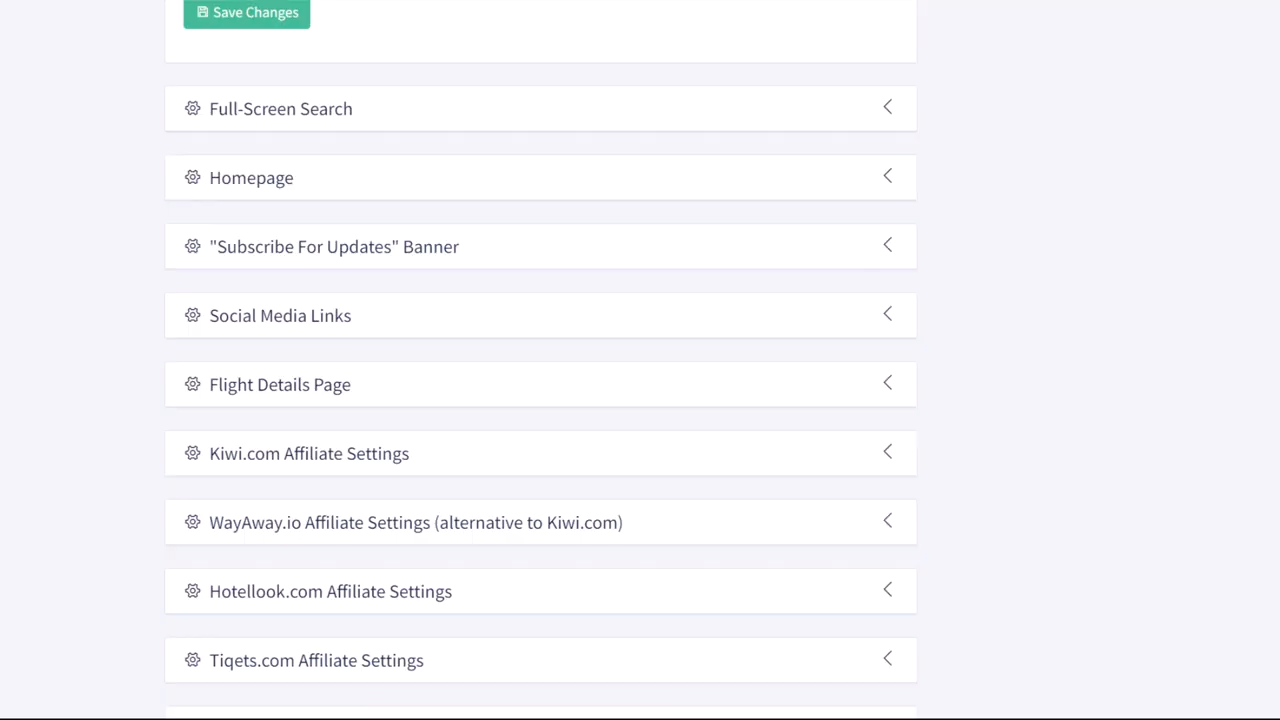 Save Changes
Full-Screen Search
Homepage
"Subscribe For Updates" Banner
Social Media Links
Flight Details Page
Kiwi.com Affiliate Settings
WayAway.io Affiliate Settings (alternative to Kiwi.com)
Hotellook.com Affiliate Settings
Tiqets.com Affiliate Settings